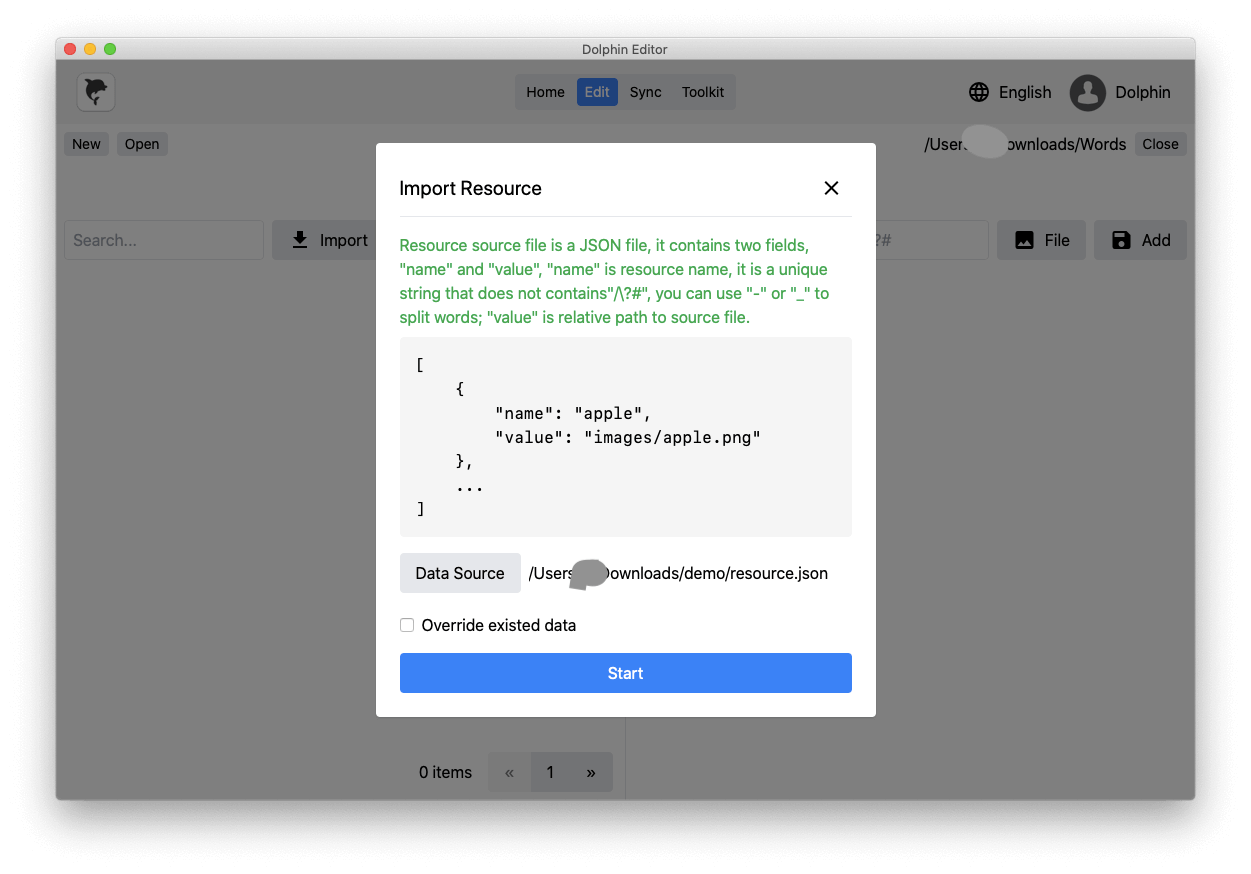 Dolphin Editor
Home Edit Sync Toolkit English Dolphin
New Open /User ownloads/Words Close
Search... Import ?# File Add
Import Resource
Resource source file is a JSON file, it contains two fields,
"name" and "value", "name" is resource name, it is a unique
string that does not contains"/\?#", you can use "-" or "_" to
split words; "value" is relative path to source file.
[
{
"name": "apple",
"value": "images/apple.png"
},
...
]
Data Source /Users ownloads/demo/resource.json
Override existed data
Start
0 items « 1 »